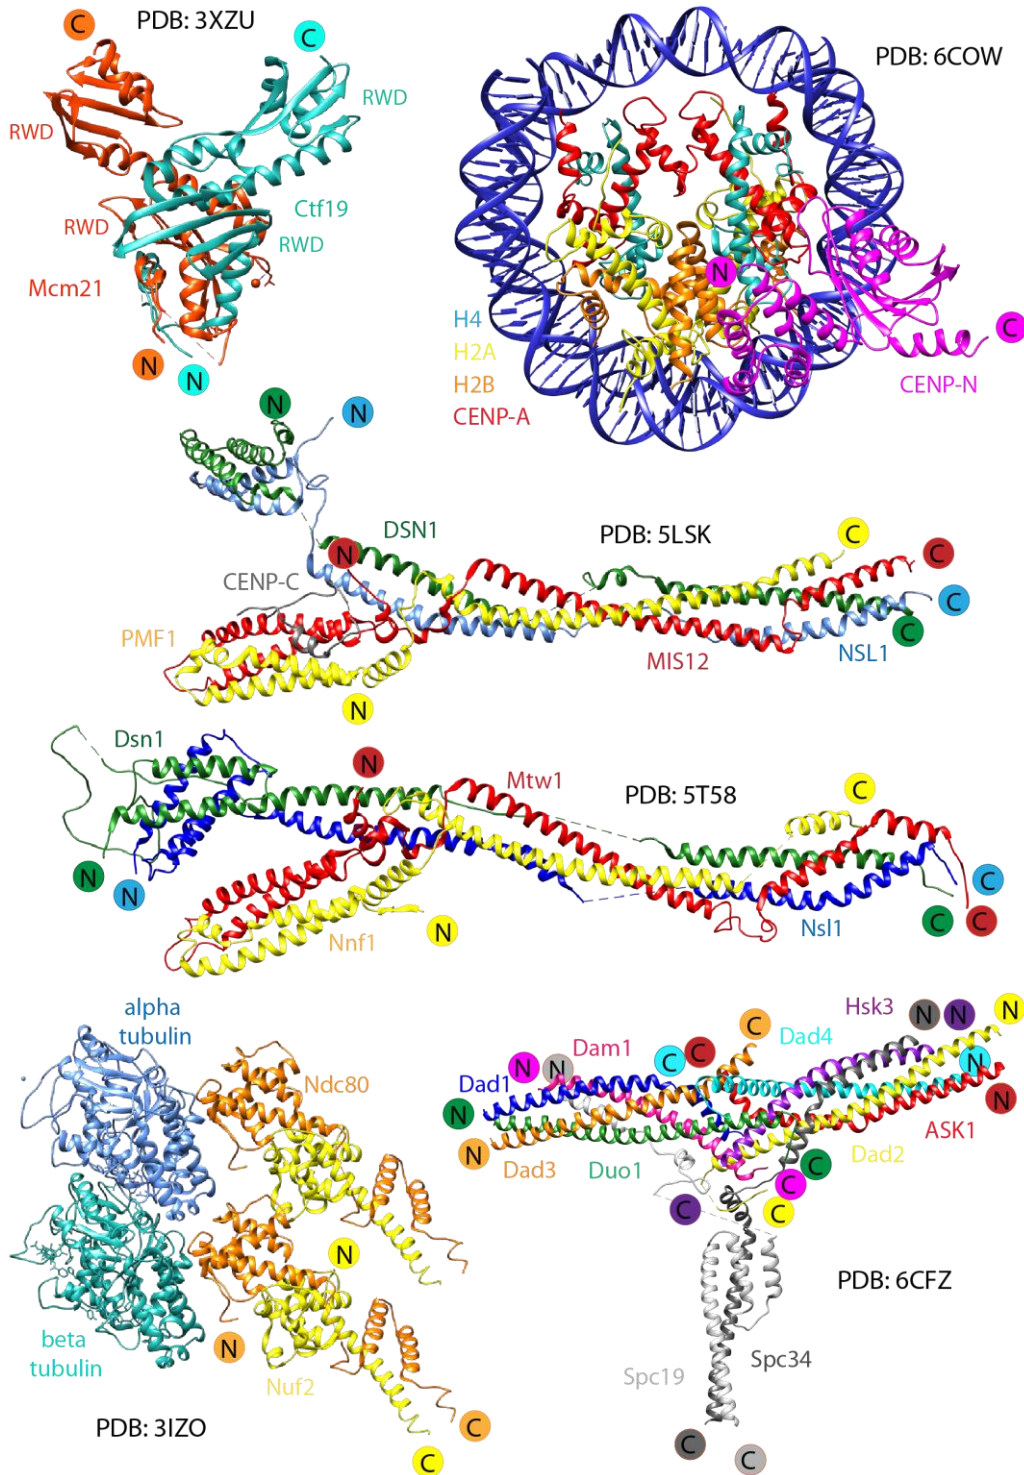 C
PDB: 3XZU
C
RWD
RWD
RWD
Ctf19
RWD
Mcm21
N
N
PDB: 6COW
N
C
H4
H2A
H2B
CENP-A
CENP-N
N
N
DSN1
N
PDB: 5LSK
C
C
CENP-C
C
C
PMF1
MIS12
NSL1
N
Dsn1
N
Mtw1
PDB: 5T58
C
N
N
C
C
C
Nnf1
N
Nsl1
alpha
tubulin
Ndc80
N
N
beta
tubulin
Nuf2
C
C
PDB: 3IZO
Hsk3
N
N
N
C
Dam1
C
C
Dad4
N
N
Dad1
N
N
N
ASK1
N
Dad3
Duo1
Dad2
C
C
C
C
PDB: 6CFZ
Spc19
Spc34
C
C